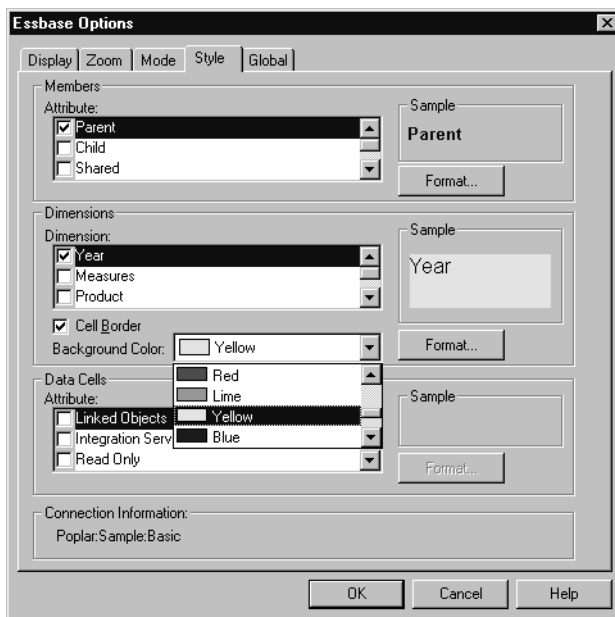 Essbase Options
Display Zoom Mode Style Global
Members
Attribute:
Parent
Child
Shared
Sample
Parent
Format...
Dimensions
Dimension:
Year
Measures
Product
Sample
Year
Cell Border
Background Color: Yellow
Format...
Red
Lime
Yellow
Blue
Data Cells
Attribute:
Linked Objects
Integration Serv
Read Only
Sample
Format...
Connection Information:
Poplar:Sample:Basic
OK Cancel Help